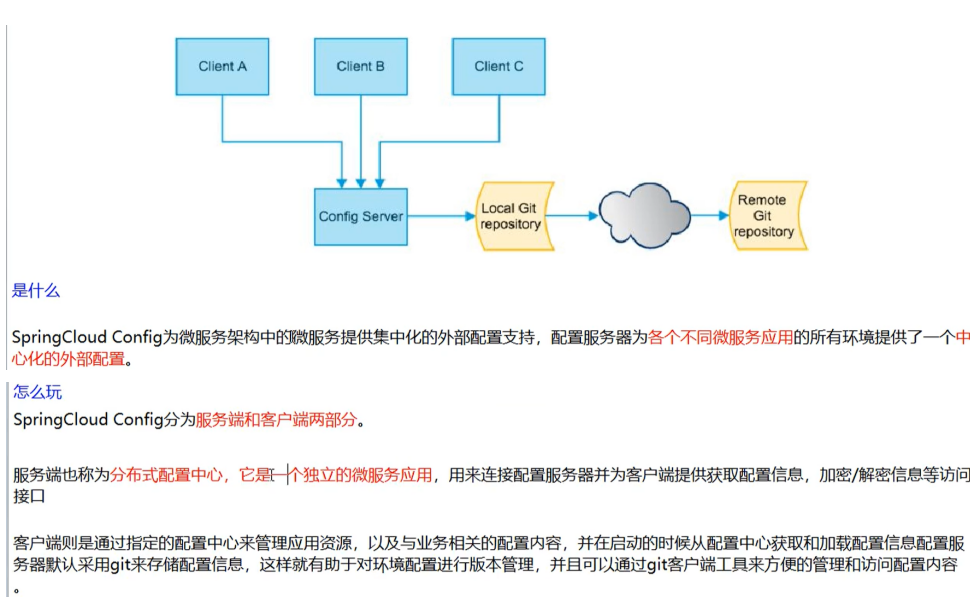 Client A
Client B
Client C
Config Server
Local Git
repository
Remote
Git
repository
是什么
SpringCloud Config为微服务架构中的微服务提供集中化的外部配置支持，配置服务器为各个不同微服务应用的所有环境提供了一个中
心化的外部配置。
怎么玩
SpringCloud Config分为服务端和客户端两部分。
服务端也称为分布式配置中心，它是一个独立的微服务应用，用来连接配置服务器并为客户端提供获取配置信息，加密/解密信息等访问
接口
客户端则是通过指定的配置中心来管理应用资源，以及与业务相关的配置内容，并在启动的时候从配置中心获取和加载配置信息配置服
务器默认采用git来存储配置信息，这样就有助于对环境配置进行版本管理，并且可以通过git客户端工具来方便的管理和访问配置内容
。